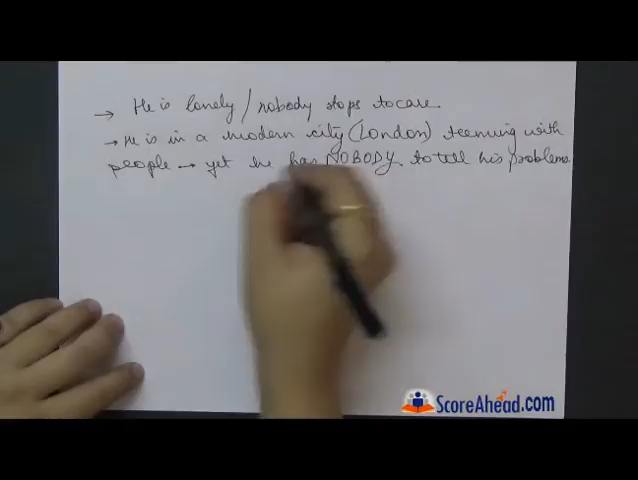 → He is lonely / nobody stops to care.
→ He is in a modern city (London) teeming with
people → yet he has NOBODY to tell his problems.
ScoreAhead.com